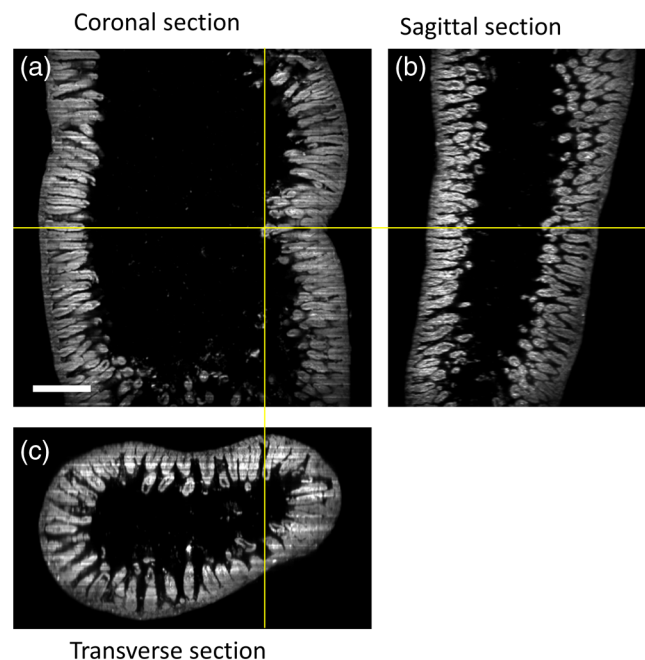 Coronal section
Sagittal section
(a)
(b)
(c)
Transverse section